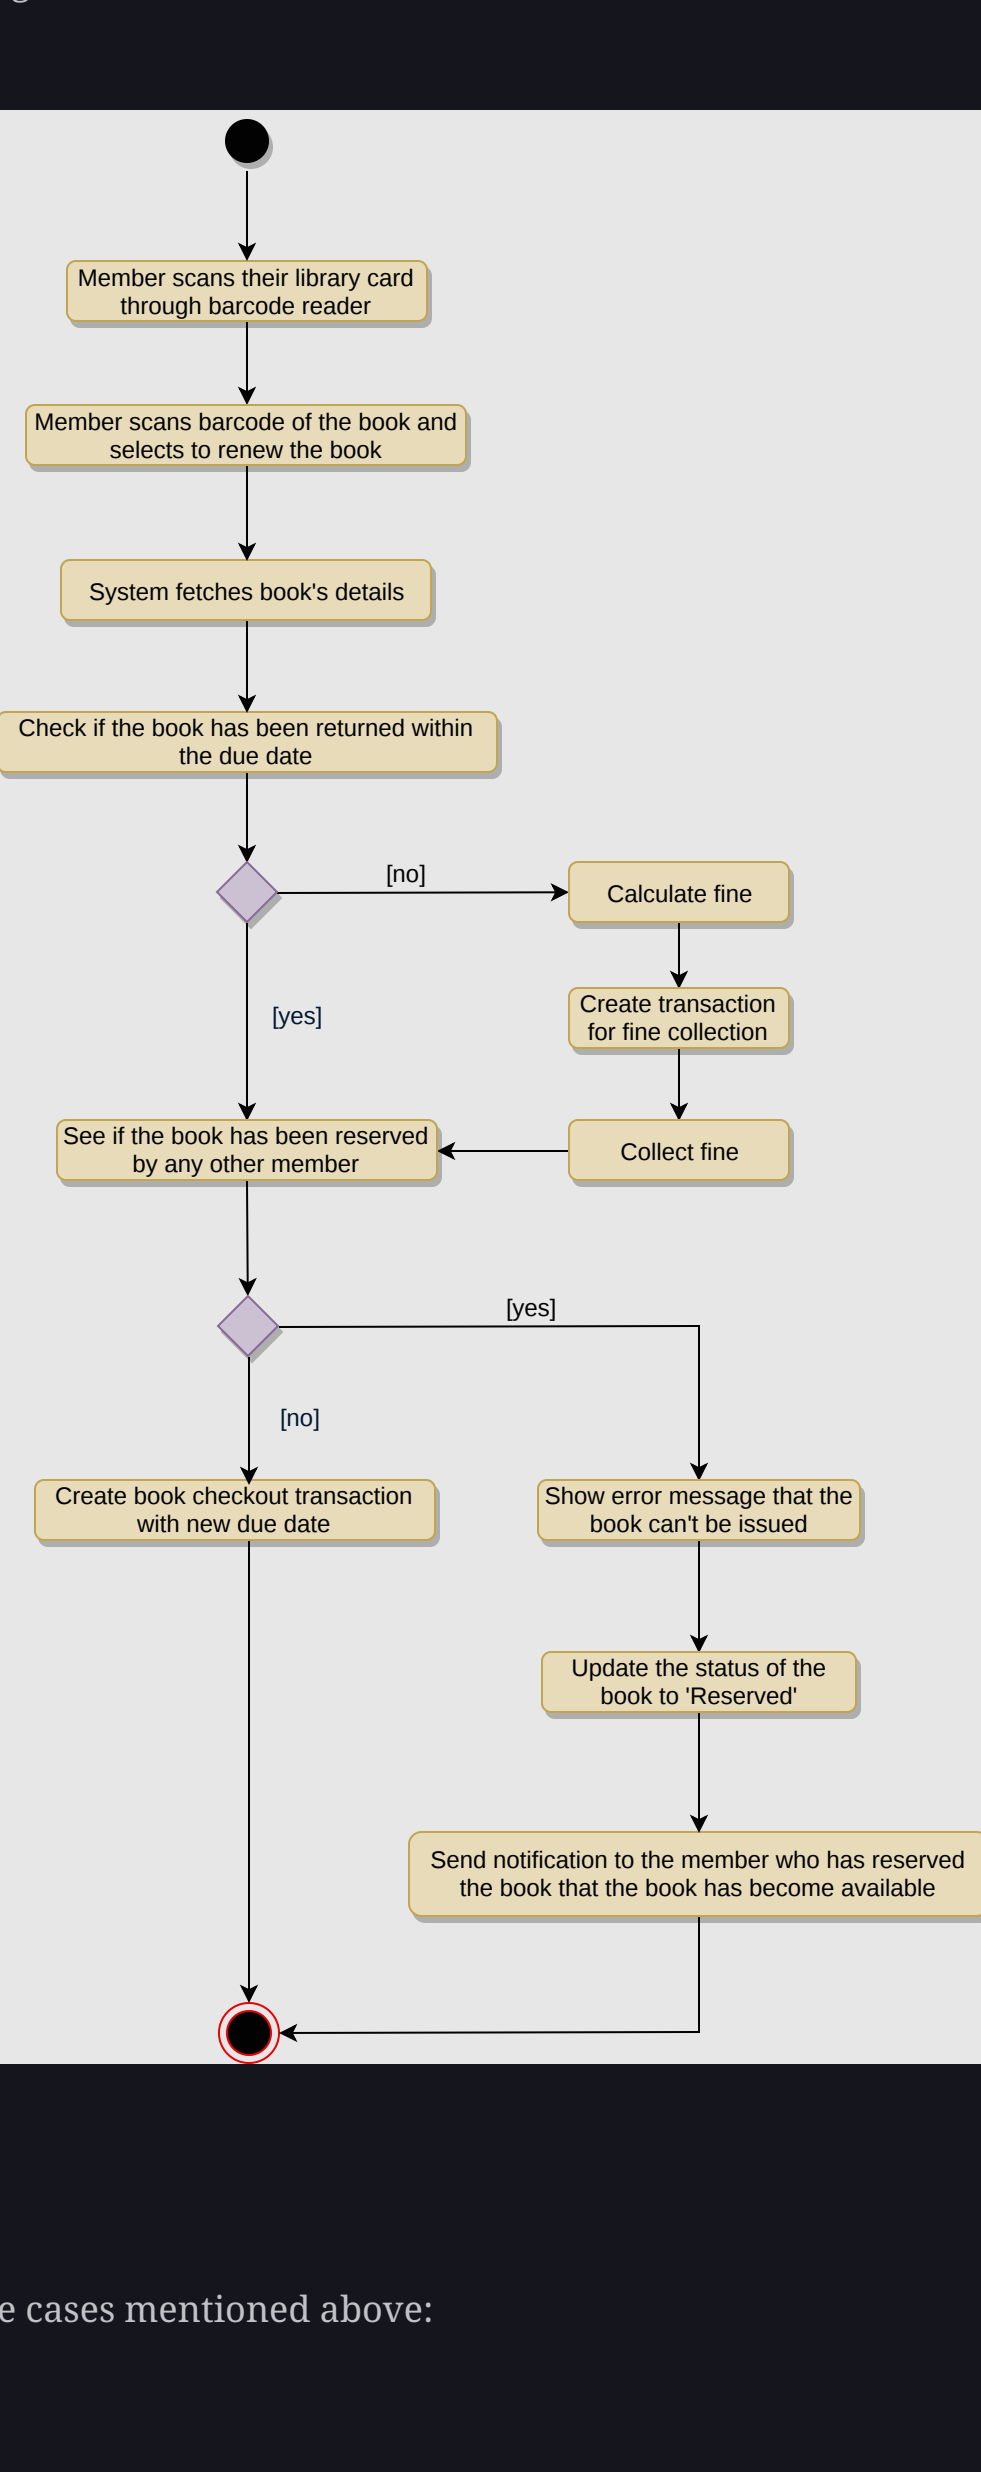 Member scans their library card
through barcode reader
Member scans barcode of the book and
selects to renew the book
System fetches book's details
Check if the book has been returned within
the due date
[no]
Calculate fine
[yes]
Create transaction
for fine collection
See if the book has been reserved
by any other member
Collect fine
[yes]
[no]
Create book checkout transaction
with new due date
Show error message that the
book can't be issued
Update the status of the
book to 'Reserved'
Send notification to the member who has reserved
the book that the book has become available
e cases mentioned above: